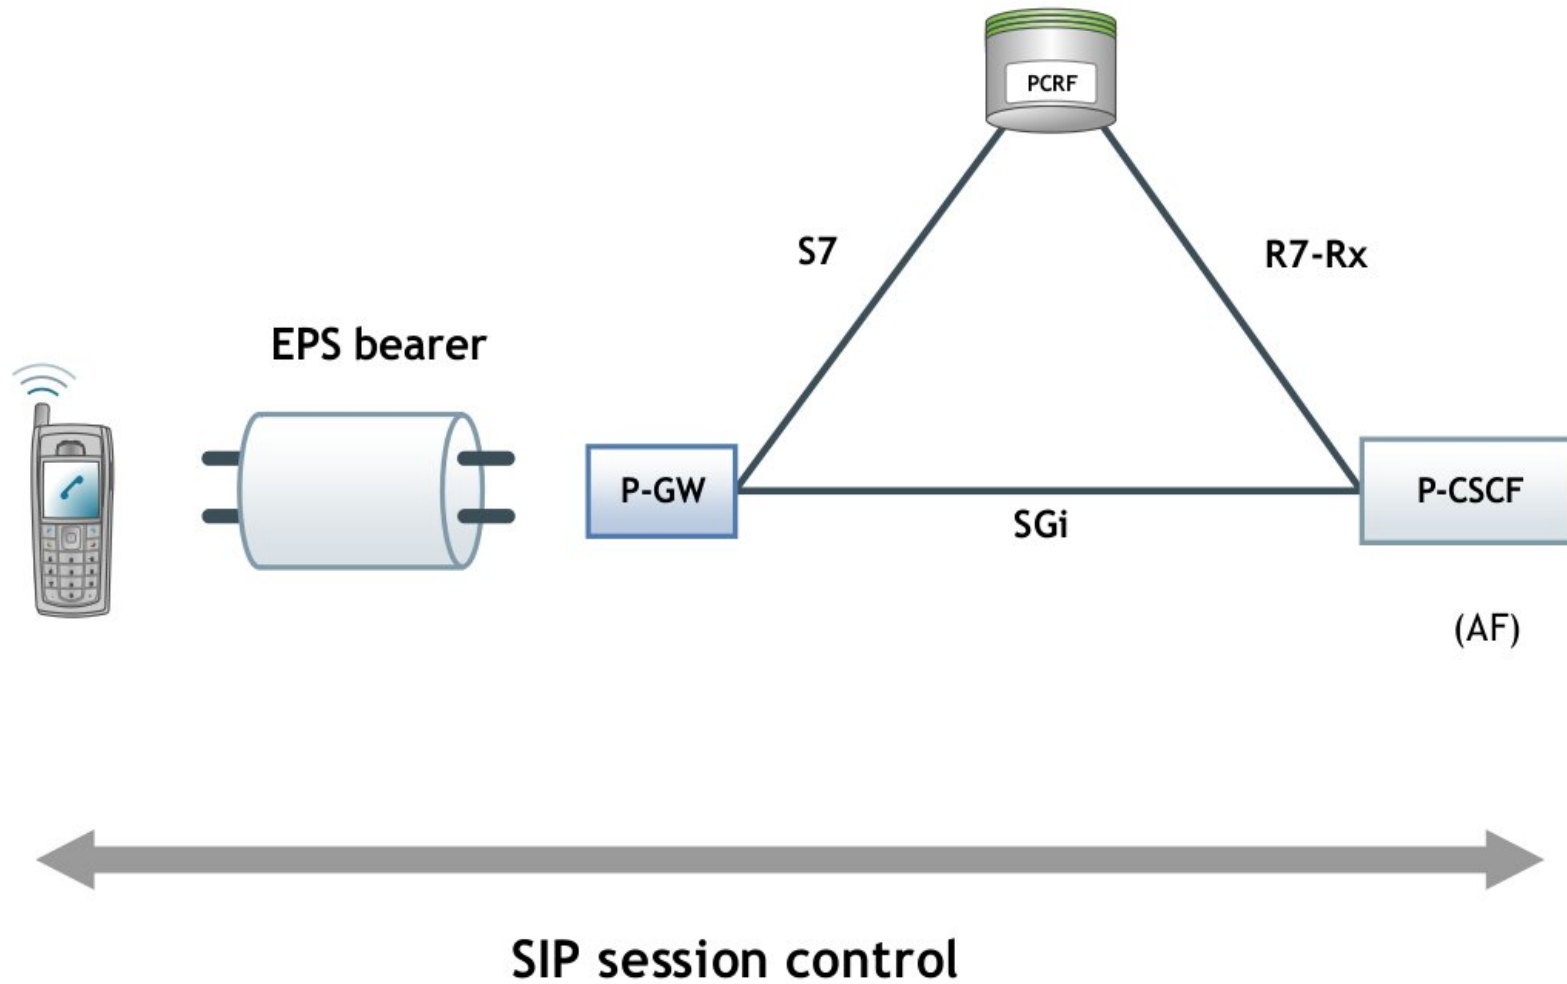 PCRF
S7
R7-Rx
EPS bearer
P-GW
P-CSCF
SGi
(AF)
SIP session control